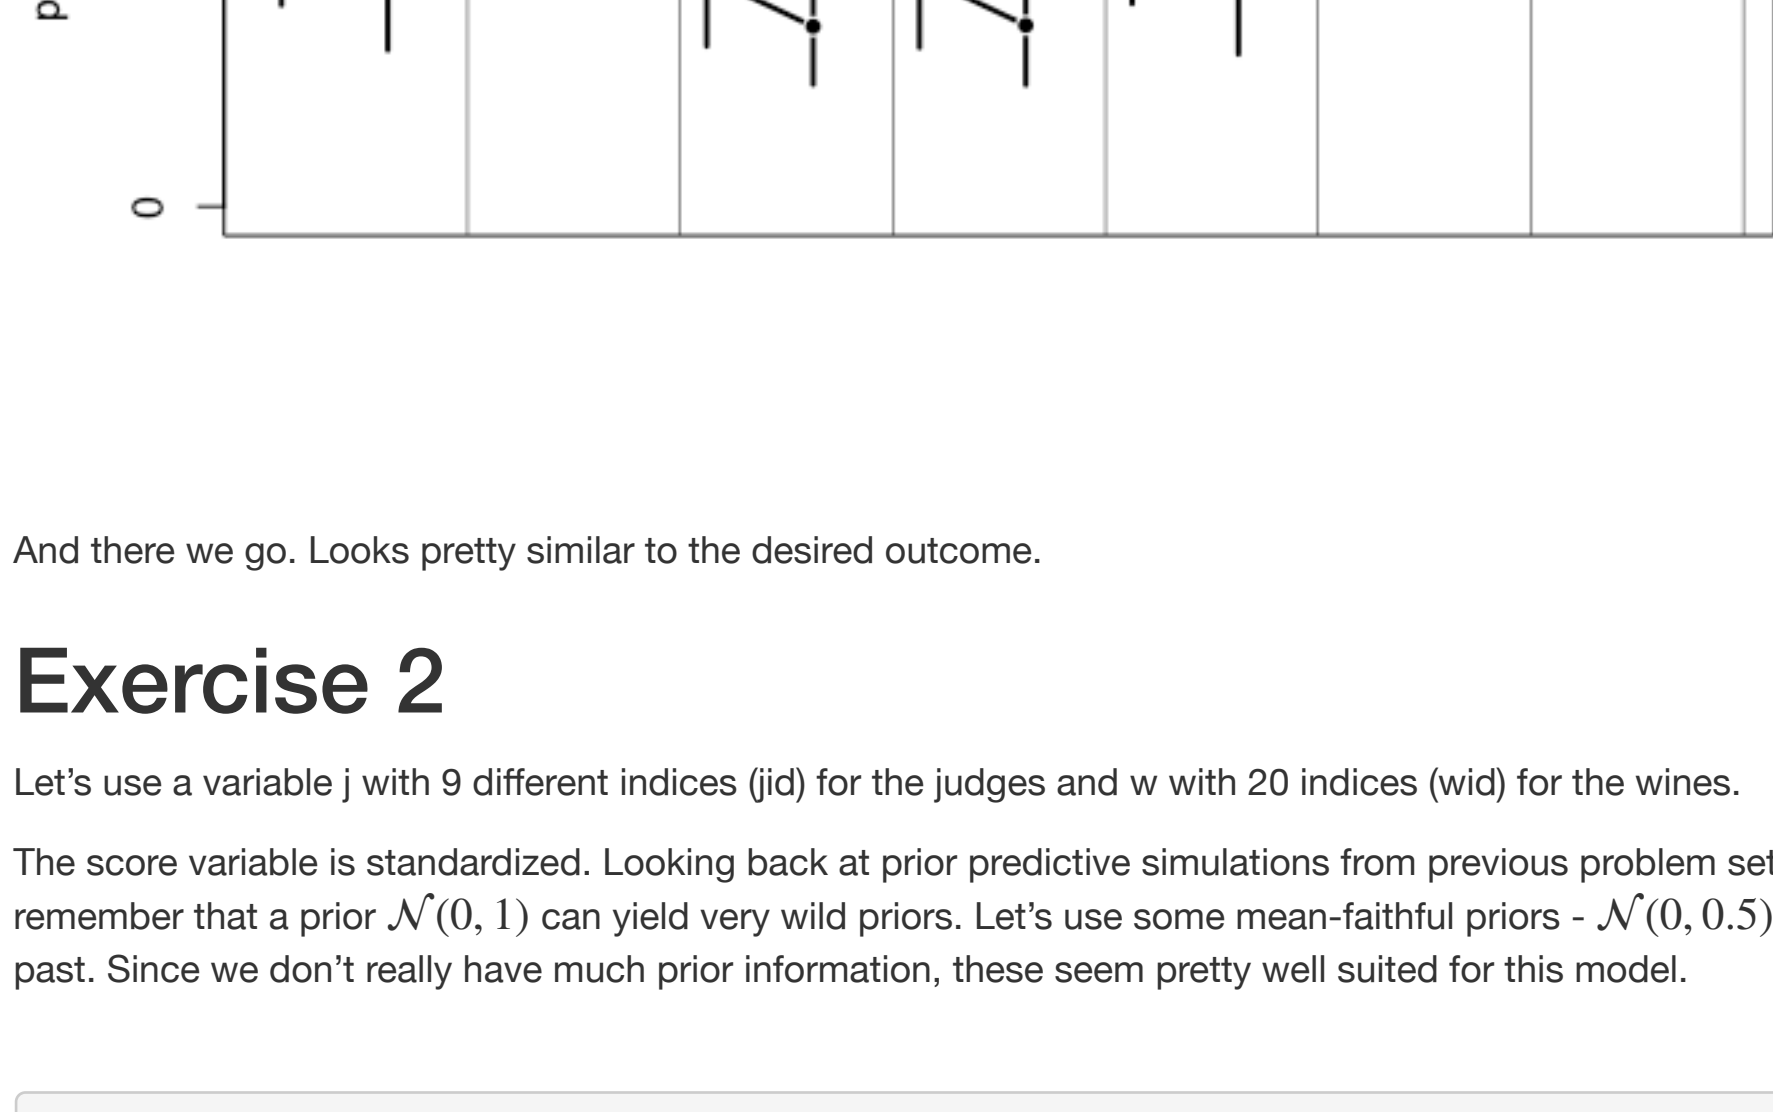 p
0
And there we go. Looks pretty similar to the desired outcome.
Exercise 2
Let’s use a variable j with 9 different indices (jid) for the judges and w with 20 indices (wid) for the wines.
The score variable is standardized. Looking back at prior predictive simulations from previous problem set
remember that a prior 𝒩(0, 1) can yield very wild priors. Let’s use some mean-faithful priors - 𝒩(0, 0.5)
past. Since we don’t really have much prior information, these seem pretty well suited for this model.